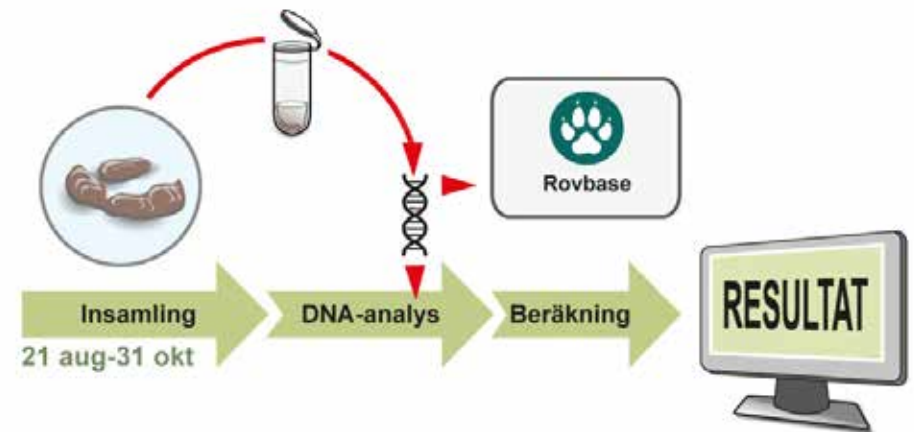 Rovbase
Insamling
DNA-analys
Beräkning
RESULTAT
21 aug-31 okt